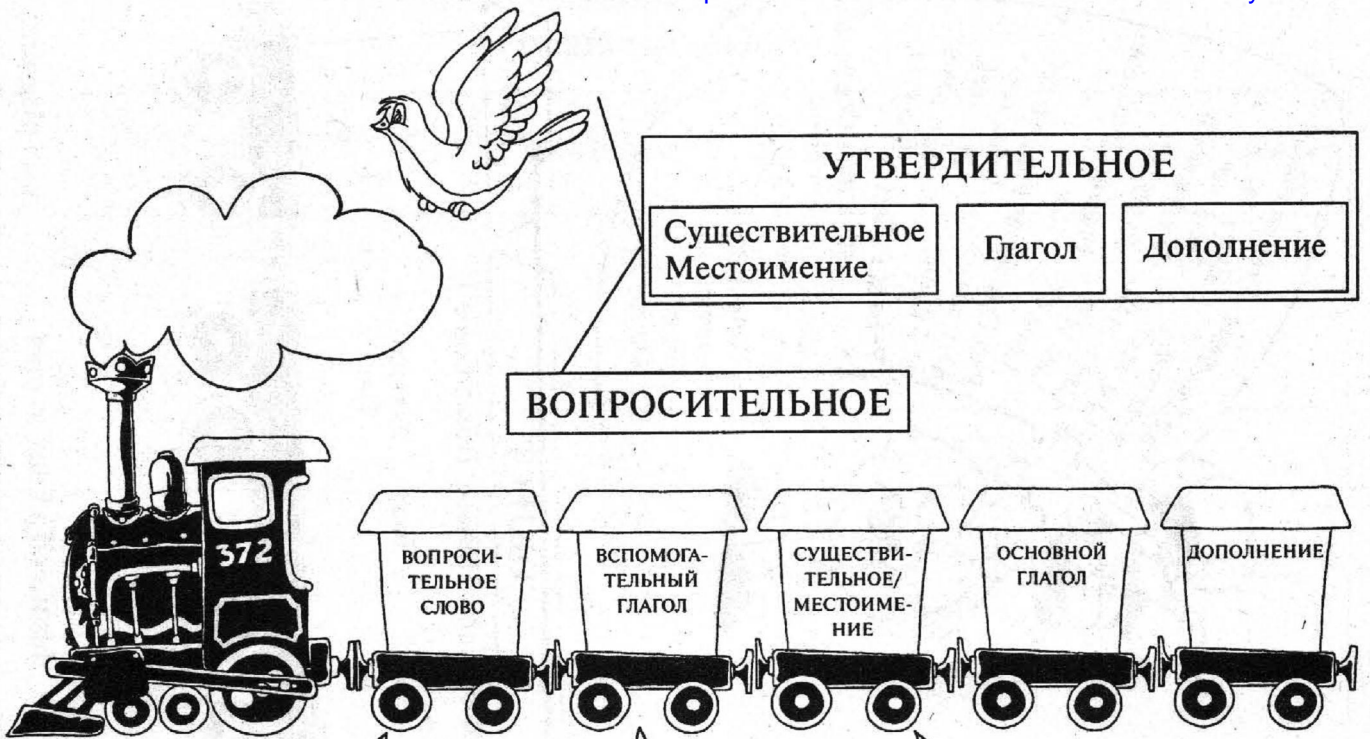 УТВЕРДИТЕЛЬНОЕ
Существительное
Местоимение
Глагол
Дополнение
ВОПРОСИТЕЛЬНОЕ
372
ВОПРОСИ-
ТЕЛЬНОЕ
СЛОВО
ВСПОМОГА-
ТЕЛЬНЫЙ
ГЛАГОЛ
СУЩЕСТВИ-
ТЕЛЬНОЕ/
МЕСТОИМЕ-
НИЕ
ОСНОВНОЙ
ГЛАГОЛ
ДОПОЛНЕНИЕ